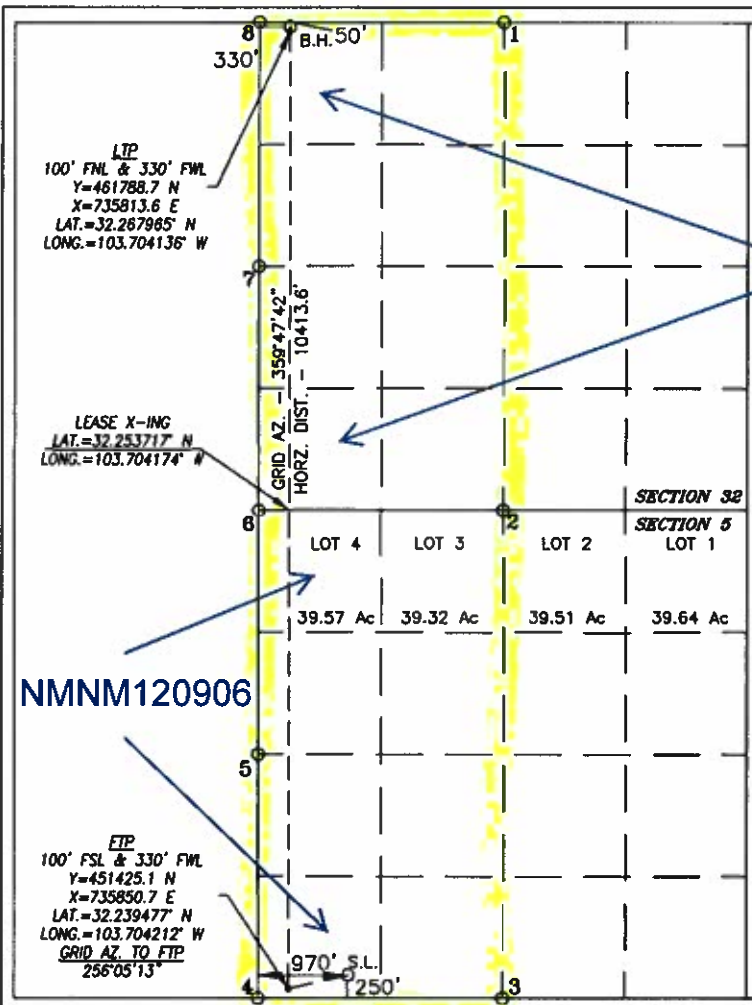 8
1
B.H.
50'
330'
LTP
100' FNL & 330' FWL
Y=461788.7 N
X=735813.6 E
LAT.=32.267965° N
LONG.=103.704136° W
7
GRID AZ. - 359°47'42"
HORZ. DIST. - 10413.6'
LEASE X-ING
LAT.=32.253717° N
LONG.=103.704174° W
SECTION 32
6
2
SECTION 5
LOT 4
LOT 3
LOT 2
LOT 1
39.57 Ac
39.32 Ac
39.51 Ac
39.64 Ac
NMNM120906
5
FTP
100' FSL & 330' FWL
Y=451425.1 N
X=735850.7 E
LAT.=32.239477° N
LONG.=103.704212° W
GRID AZ. TO FTP
256°05'13"
970'
S.L.
250'
4
3